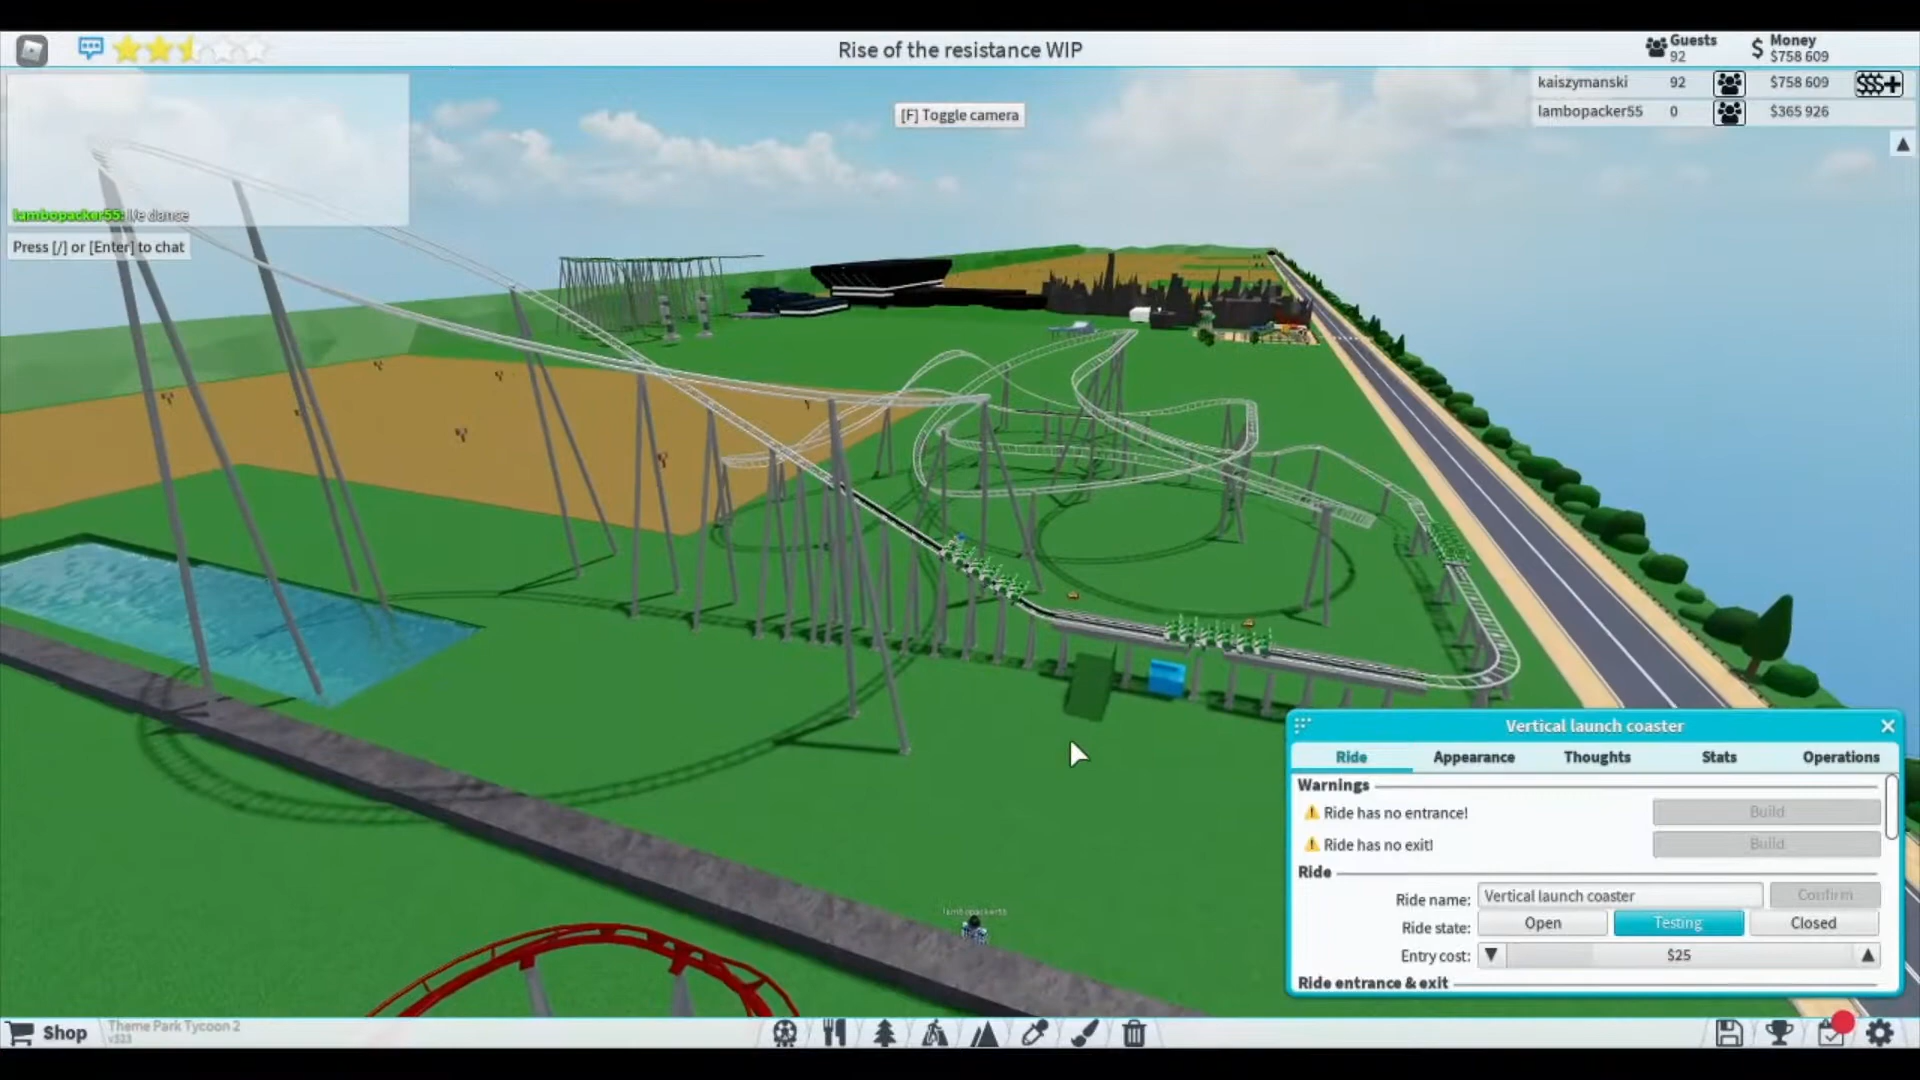 Rise of the resistance WIP
Guests
92
$ Money
$758 609
kaiszymanski 92 $758 609 $$$+
lambopacker55 0 $365 926
[F] Toggle camera
lambopacker55: I/e dance
Press [/] or [Enter] to chat
lambopacker55
Vertical launch coaster
Ride Appearance Thoughts Stats Operations
Warnings
Ride has no entrance! Build
Ride has no exit! Build
Ride
Ride name: Vertical launch coaster Confirm
Ride state: Open Testing Closed
Entry cost: $25
Ride entrance & exit
Shop
Theme Park Tycoon 2
v323